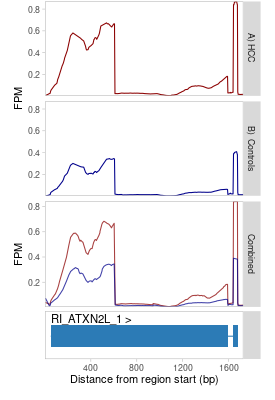 0.8
0.6
0.4
0.2
FPM
A) HCC
0.8
0.6
0.4
0.2
B) Controls
0.8
0.6
0.4
0.2
FPM
Combined
RI_ATXN2L_1 >
400 800 1200 1600
Distance from region start (bp)